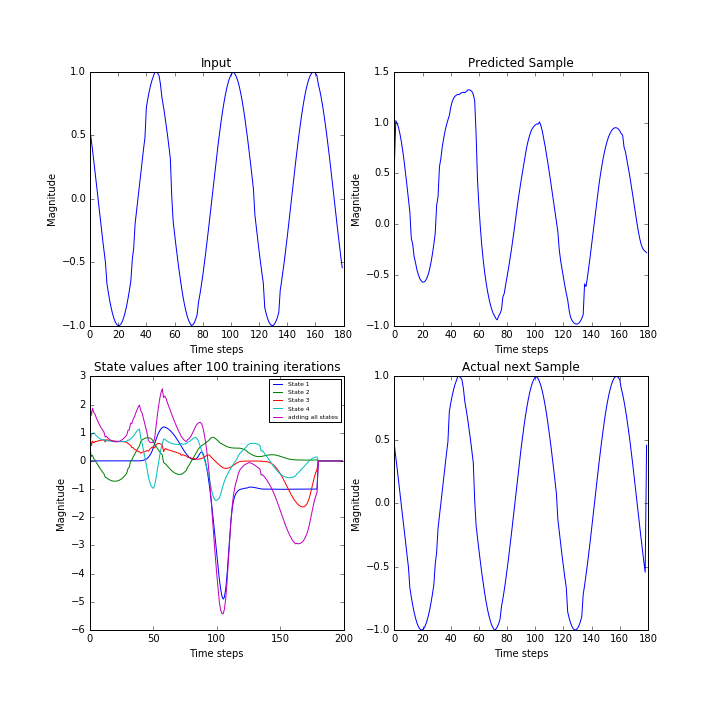 Input
Magnitude
1.0
0.5
0.0
−0.5
−1.0
0 20 40 60 80 100 120 140 160 180
Time steps
Predicted Sample
Magnitude
1.5
1.0
0.5
0.0
−0.5
−1.0
0 20 40 60 80 100 120 140 160 180
Time steps
State values after 100 training iterations
Magnitude
3
2
1
0
−1
−2
−3
−4
−5
−6
State 1
State 2
State 3
State 4
adding all states
0 50 100 150 200
Time steps
Actual next Sample
Magnitude
1.0
0.5
0.0
−0.5
−1.0
0 20 40 60 80 100 120 140 160 180
Time steps